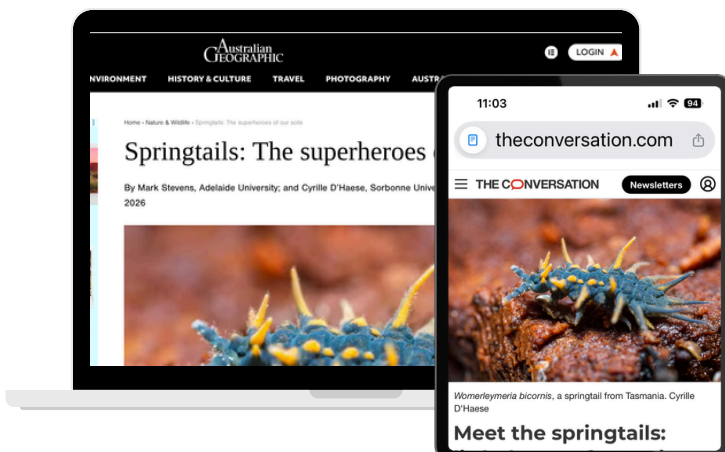 Australian
GEOGRAPHIC
LOGIN
NVIRONMENT HISTORY & CULTURE TRAVEL PHOTOGRAPHY AUSTRA
Home › Nature & Wildlife › Springtails: The superheroes of our soils
Springtails: The superheroes
By Mark Stevens, Adelaide University; and Cyrille D’Haese, Sorbonne Unive
2026
11:03
94
theconversation.com
THE CONVERSATION
Newsletters
Womerleymeria bicornis, a springtail from Tasmania. Cyrille
D'Haese
Meet the springtails: